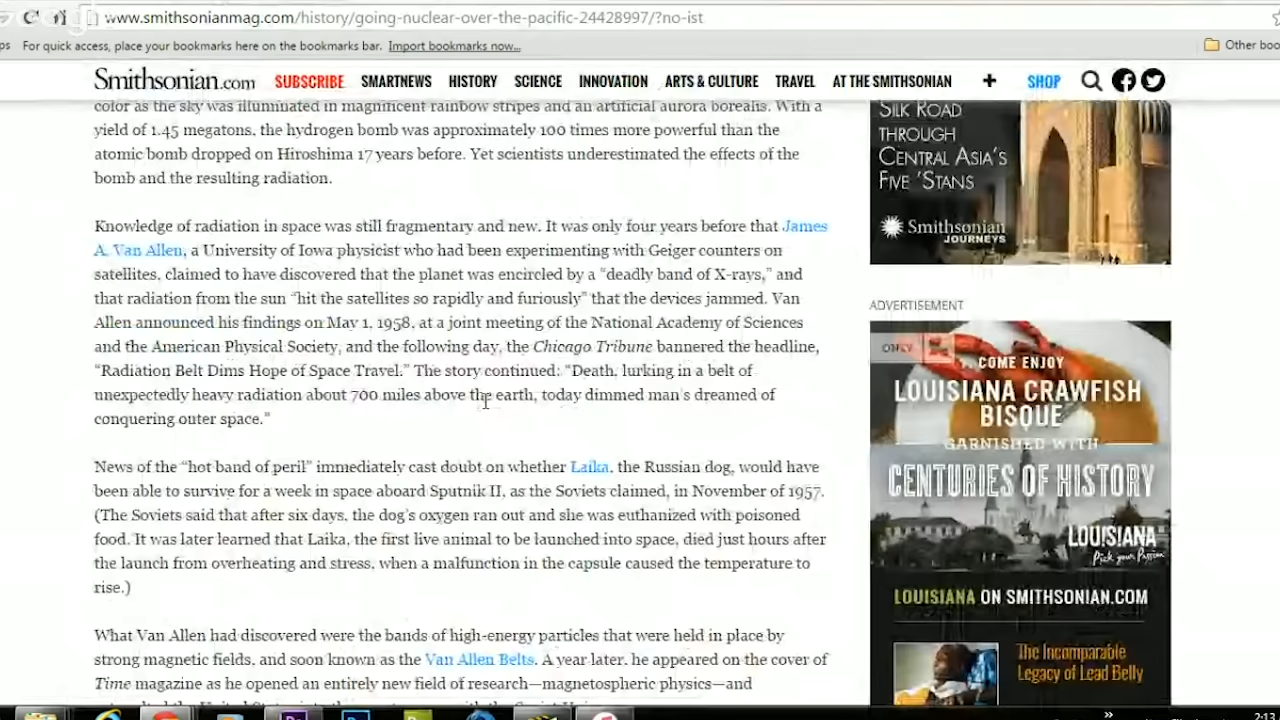 www.smithsonianmag.com/history/going-nuclear-over-the-pacific-24428997/?no-ist
For quick access, place your bookmarks here on the bookmarks bar. Import bookmarks now...
Other boo
Smithsonian.com SUBSCRIBE SMARTNEWS HISTORY SCIENCE INNOVATION ARTS & CULTURE TRAVEL AT THE SMITHSONIAN + SHOP
color as the sky was illuminated in magnificent rainbow stripes and an artificial aurora borealis. With a
yield of 1.45 megatons, the hydrogen bomb was approximately 100 times more powerful than the
atomic bomb dropped on Hiroshima 17 years before. Yet scientists underestimated the effects of the
bomb and the resulting radiation.
Knowledge of radiation in space was still fragmentary and new. It was only four years before that James
A. Van Allen, a University of Iowa physicist who had been experimenting with Geiger counters on
satellites, claimed to have discovered that the planet was encircled by a “deadly band of X-rays,” and
that radiation from the sun “hit the satellites so rapidly and furiously” that the devices jammed. Van
Allen announced his findings on May 1, 1958, at a joint meeting of the National Academy of Sciences
and the American Physical Society, and the following day, the Chicago Tribune bannered the headline,
“Radiation Belt Dims Hope of Space Travel.” The story continued: “Death, lurking in a belt of
unexpectedly heavy radiation about 700 miles above the earth, today dimmed man’s dreamed of
conquering outer space.”
News of the “hot band of peril” immediately cast doubt on whether Laika, the Russian dog, would have
been able to survive for a week in space aboard Sputnik II, as the Soviets claimed, in November of 1957.
(The Soviets said that after six days, the dog’s oxygen ran out and she was euthanized with poisoned
food. It was later learned that Laika, the first live animal to be launched into space, died just hours after
the launch from overheating and stress, when a malfunction in the capsule caused the temperature to
rise.)
What Van Allen had discovered were the bands of high-energy particles that were held in place by
strong magnetic fields, and soon known as the Van Allen Belts. A year later, he appeared on the cover of
Time magazine as he opened an entirely new field of research—magnetospheric physics—and
SILK ROAD
THROUGH
CENTRAL ASIA'S
FIVE 'STANS
Smithsonian
JOURNEYS
ADVERTISEMENT
ONLY
COME ENJOY
LOUISIANA CRAWFISH
BISQUE
GARNISHED WITH
CENTURIES OF HISTORY
LOUISIANA
Pick your Passion
LOUISIANA ON SMITHSONIAN.COM
The Incomparable
Legacy of Lead Belly
2:12